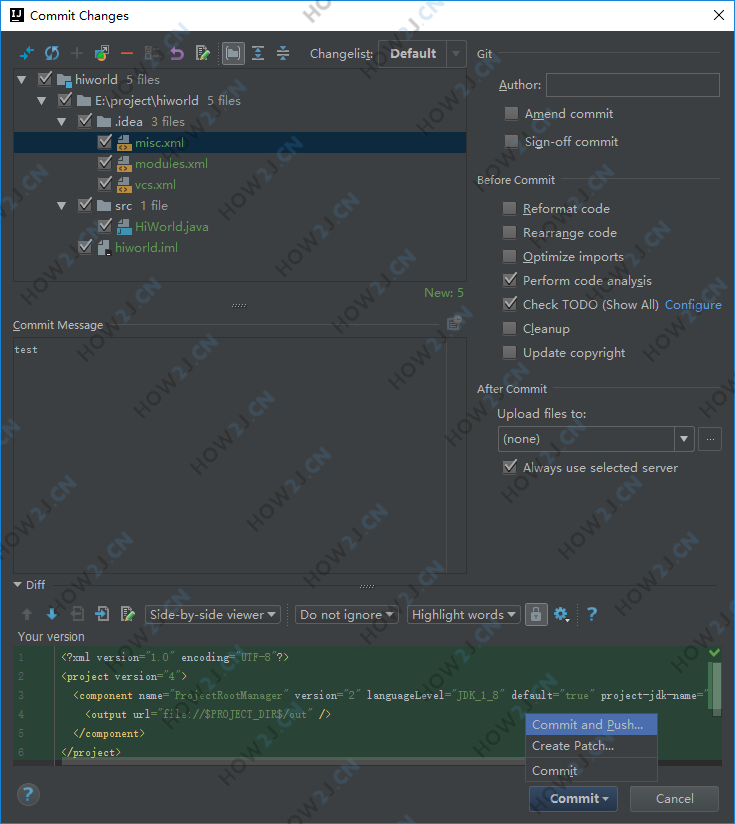 Commit Changes
Changelist: Default
Git
hiworld 5 files
E:\project\hiworld 5 files
.idea 3 files
misc.xml
modules.xml
vcs.xml
src 1 file
HiWorld.java
hiworld.iml
New: 5
Author:
Amend commit
Sign-off commit
Before Commit
Reformat code
Rearrange code
Optimize imports
Perform code analysis
Check TODO (Show All) Configure
Cleanup
Update copyright
After Commit
Upload files to:
(none)
...
Always use selected server
Commit Message
test
Diff
Side-by-side viewer
Do not ignore
Highlight words
?
Your version
1 <?xml version="1.0" encoding="UTF-8"?>
2 <project version="4">
3 <component name="ProjectRootManager" version="2" languageLevel="JDK_1_8" default="true" project-jdk-name="
4 <output url="file://$PROJECT_DIR$/out" />
5 </component>
6 </project>
Commit and Push...
Create Patch...
Commit
?
Commit
Cancel
HOW2J.CN